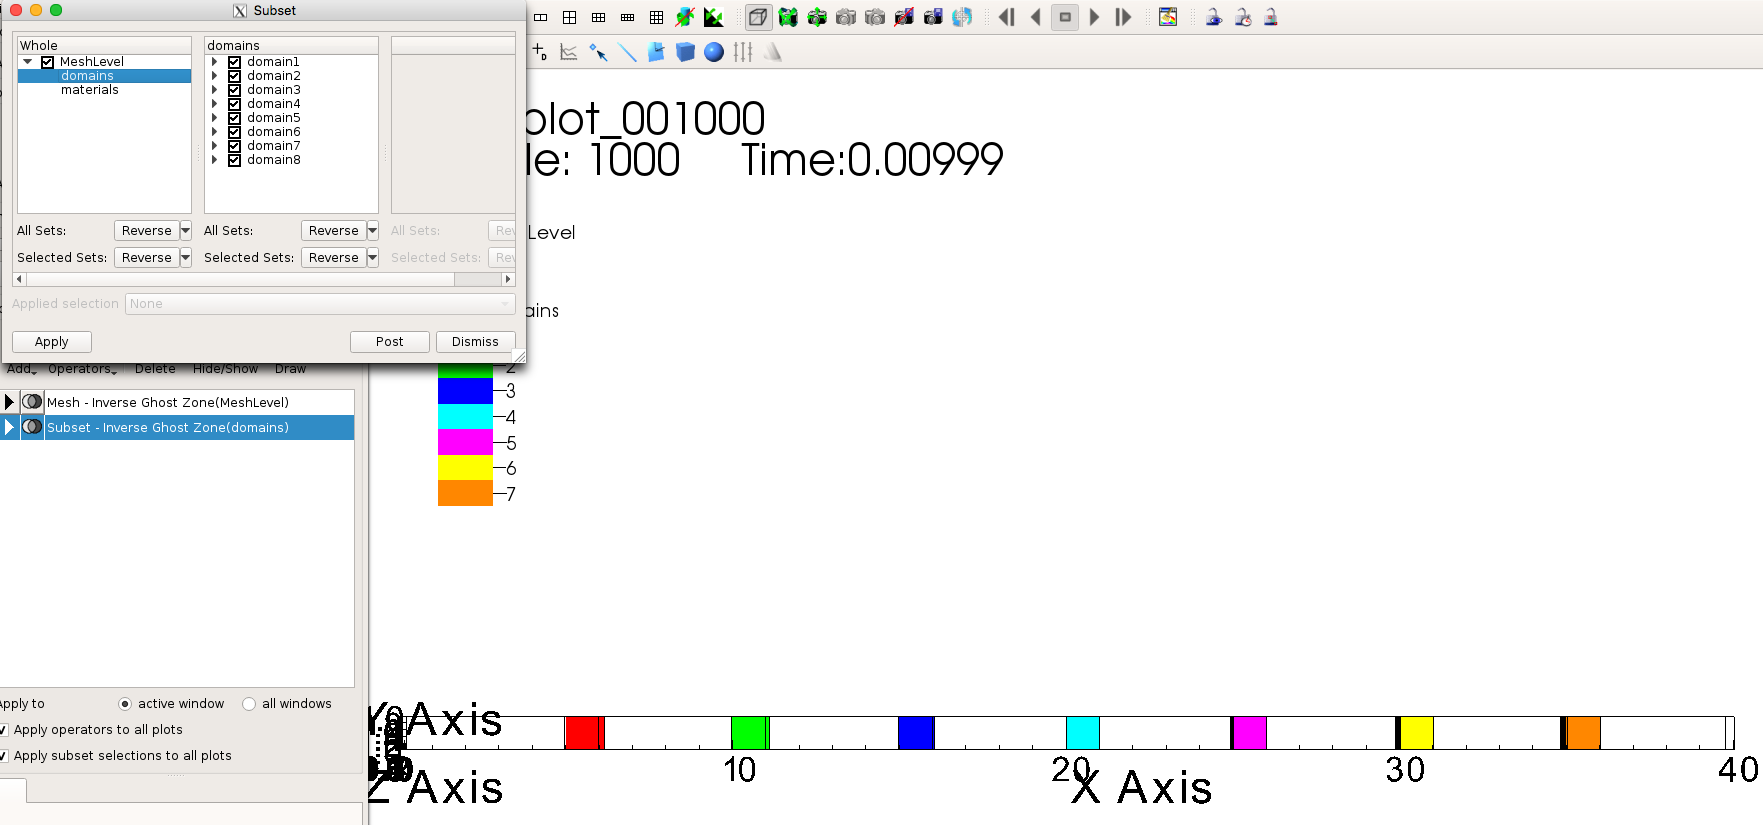 Subset
Whole
domains
MeshLevel
domains
materials
domain1
domain2
domain3
domain4
domain5
domain6
domain7
domain8
All Sets: Reverse
All Sets: Reverse
All Sets: Rev
Selected Sets: Reverse
Selected Sets: Reverse
Selected Sets: Rev
Applied selection None
Apply Post Dismiss
plot_001000
le: 1000 Time:0.00999
Level
ains
Add Operators Delete Hide/Show Draw
Mesh - Inverse Ghost Zone(MeshLevel)
Subset - Inverse Ghost Zone(domains)
2
3
4
5
6
7
Apply to active window all windows
Apply operators to all plots
Apply subset selections to all plots
Y Axis
10 20 30 40
Z Axis X Axis